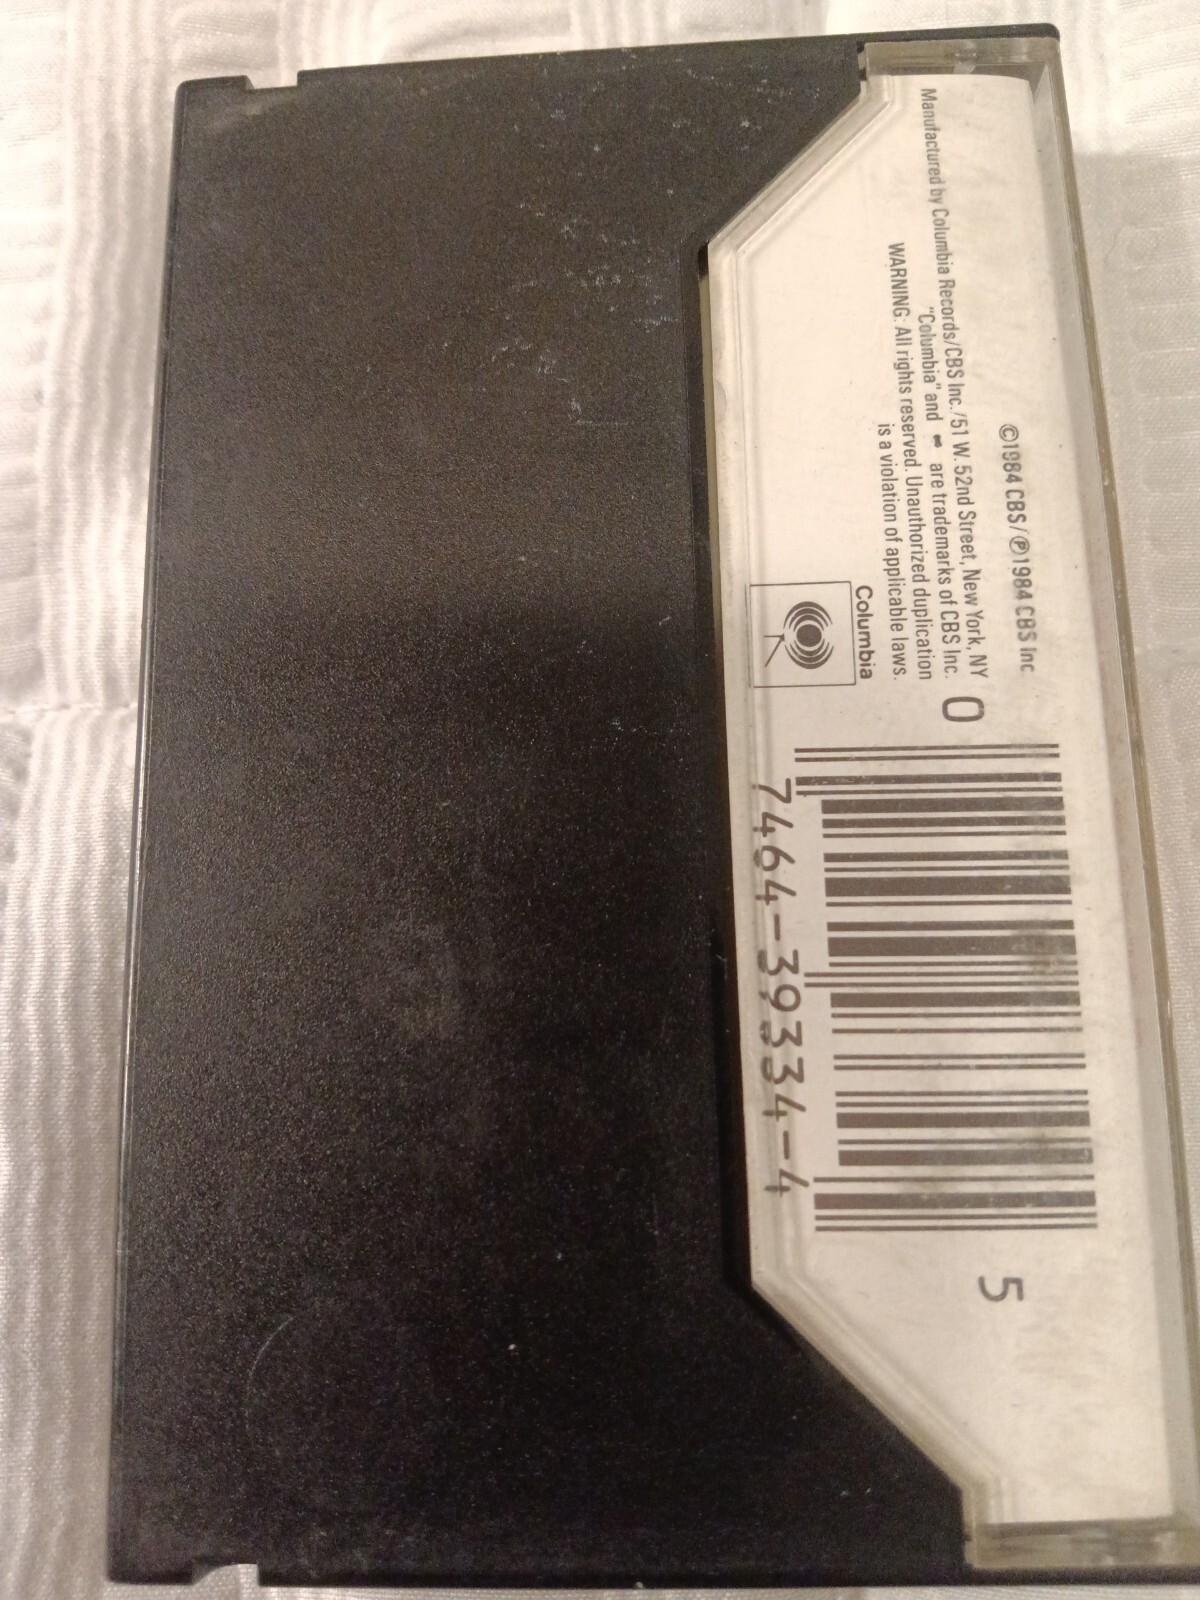 ©1984 CBS/℗1984 CBS Inc
Manufactured by Columbia Records/CBS Inc./51 W. 52nd Street, New York, NY
"Columbia" and are trademarks of CBS Inc.
WARNING: All rights reserved. Unauthorized duplication
is a violation of applicable laws.
Columbia
0
7464-39334-4
5